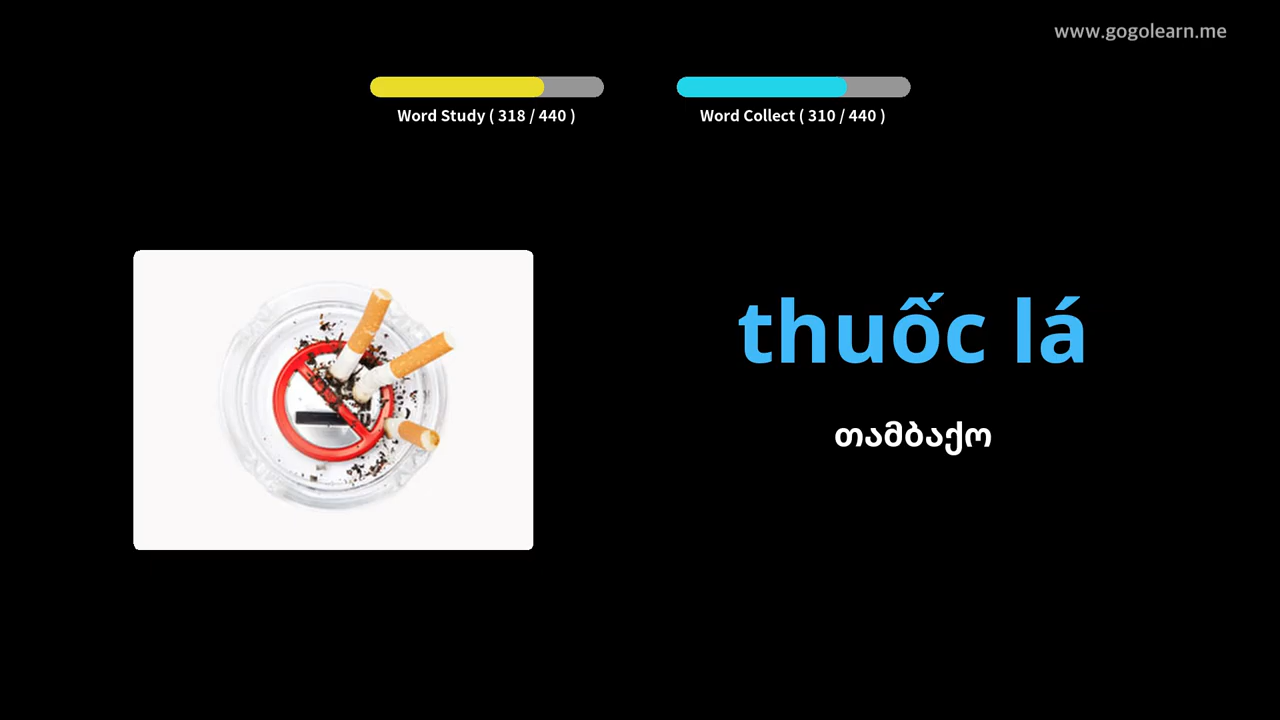 www.gogolearn.me
Word Study ( 318 / 440 )
Word Collect ( 310 / 440 )
thuốc lá
თამბაქო